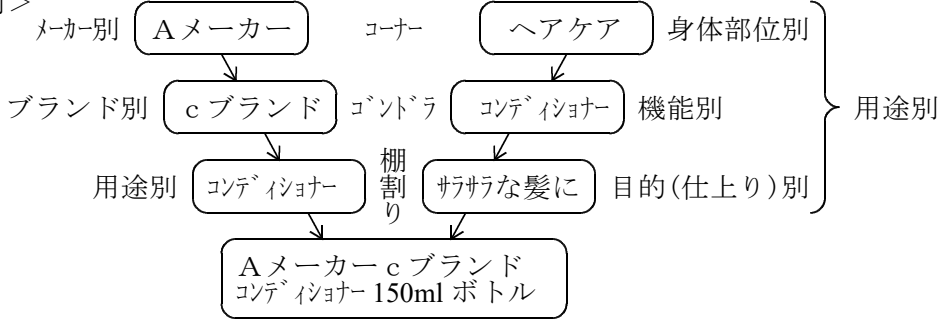 メーカー別 Aメーカー コーナー ヘアケア 身体部位別
ブランド別 cブランド ゴンドラ コンディショナー 機能別 用途別
用途別 コンディショナー 棚割り サラサラな髪に 目的(仕上り)別
Aメーカーcブランド
コンディショナー 150ml ボトル